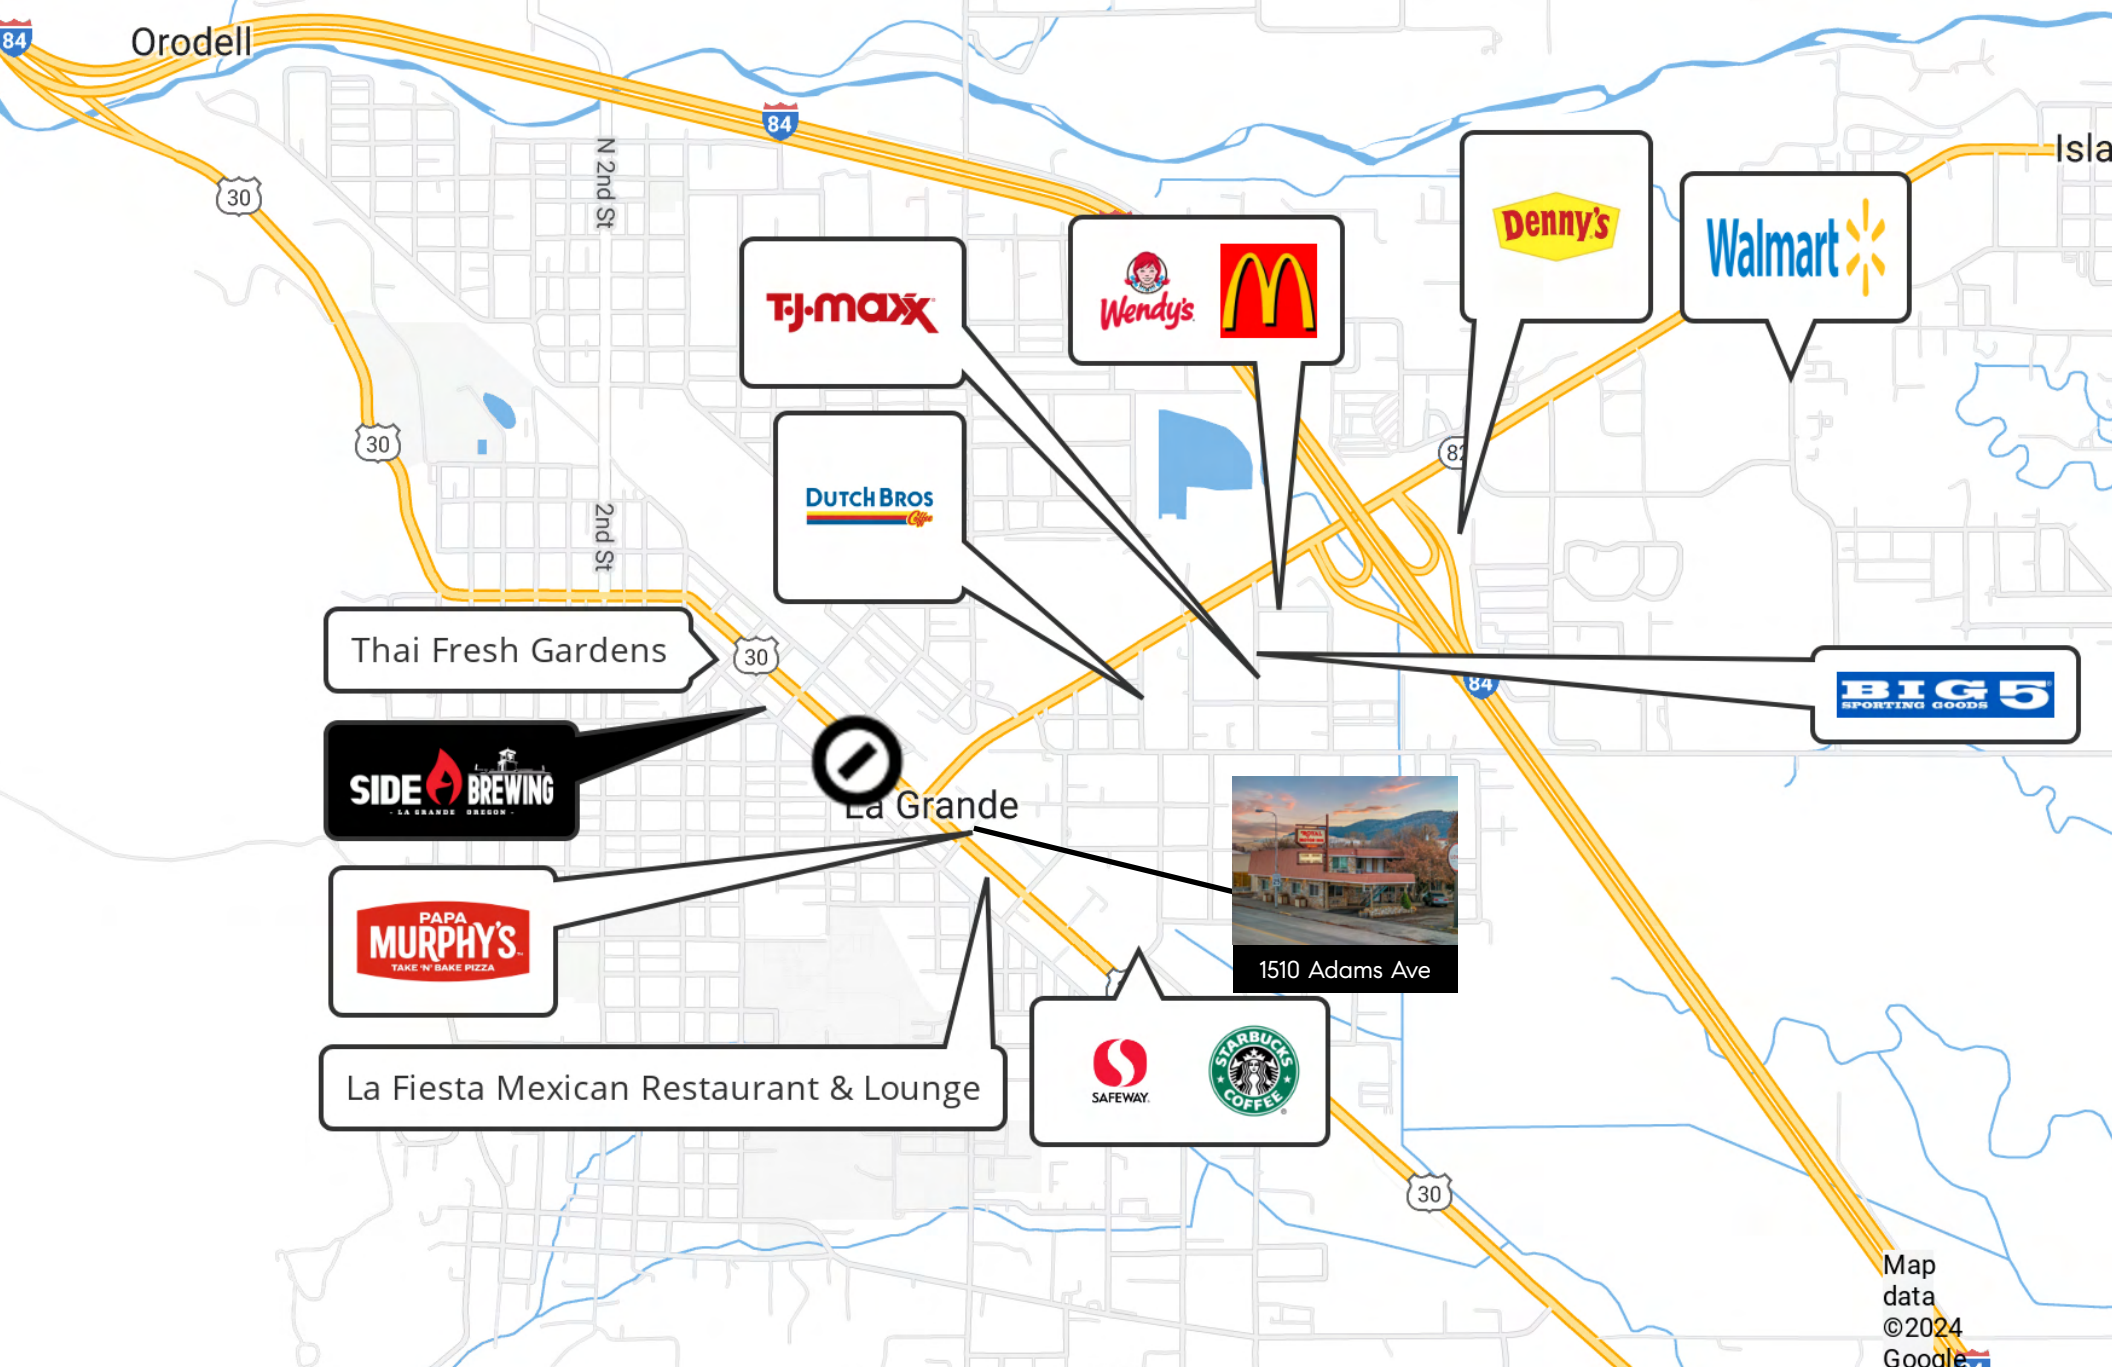 84
Orodell
84
N 2nd St
30
Isla
Denny's
Walmart
Wendy's
T·J·maxx
30
82
DUTCH BROS
Coffee
2nd St
Thai Fresh Gardens
30
84
BIG 5
SPORTING GOODS
SIDE BREWING
- LA GRANDE OREGON -
La Grande
PAPA
MURPHY'S
TAKE 'N' BAKE PIZZA
1510 Adams Ave
La Fiesta Mexican Restaurant & Lounge
SAFEWAY
STARBUCKS
COFFEE
30
Map
data
©2024
Google